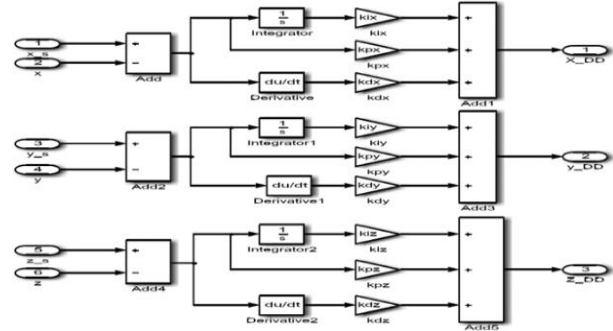 1
x_s
2
x
+
−
Add
1
s
Integrator
kix
kix
kpx
kpx
du/dt
Derivative
kdx
kdx
+
+
+
Add1
1
X_DD
3
y_s
4
y
+
−
Add2
1
s
Integrator1
kiy
kiy
kpy
kpy
du/dt
Derivative1
kdy
kdy
+
+
+
Add3
2
y_DD
5
z_s
6
z
+
−
Add4
1
s
Integrator2
kiz
kiz
kpz
kpz
du/dt
Derivative2
kdz
kdz
+
+
+
Add5
3
z_DD